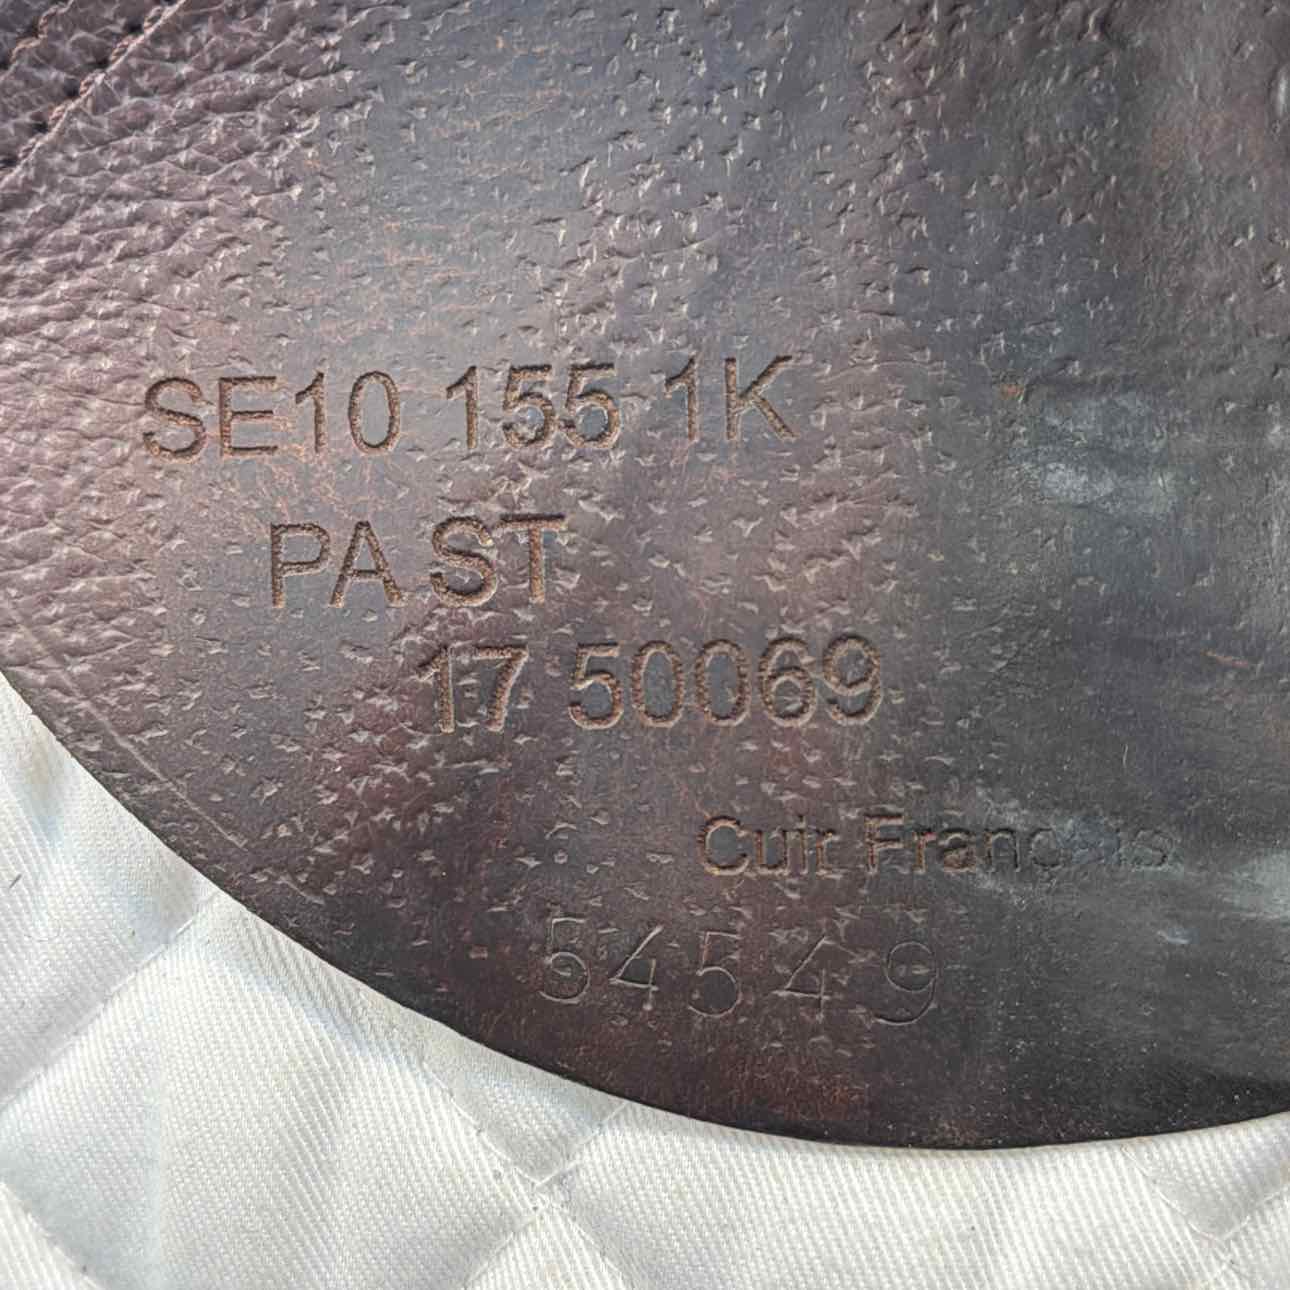 SE10 155 1K
PA ST
17 50069
Cuir Français
54549